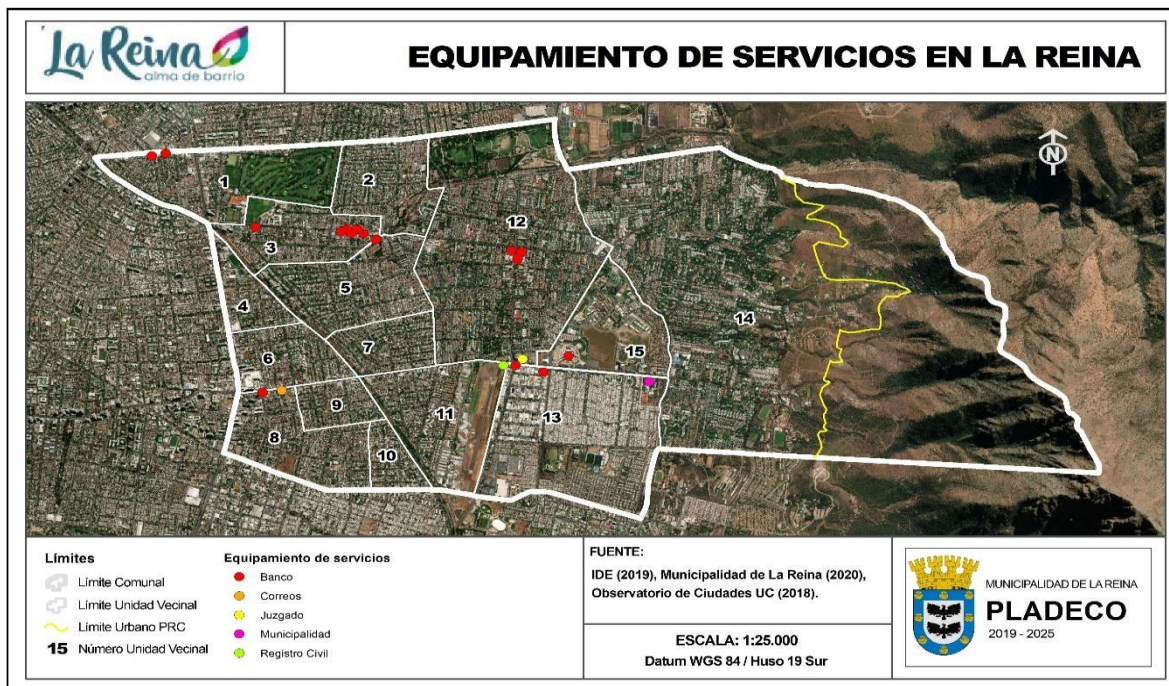 La Reina
alma de barrio
EQUIPAMIENTO DE SERVICIOS EN LA REINA
N
1
2
12
3
5
4
14
7
15
6
11
13
9
8
10
Límites
Límite Comunal
Límite Unidad Vecinal
Límite Urbano PRC
15 Número Unidad Vecinal
Equipamiento de servicios
Banco
Correos
Juzgado
Municipalidad
Registro Civil
FUENTE:
IDE (2019), Municipalidad de La Reina (2020),
Observatorio de Ciudades UC (2018).
ESCALA: 1:25.000
Datum WGS 84 / Huso 19 Sur
MUNICIPALIDAD DE LA REINA
PLADECO
2019 - 2025